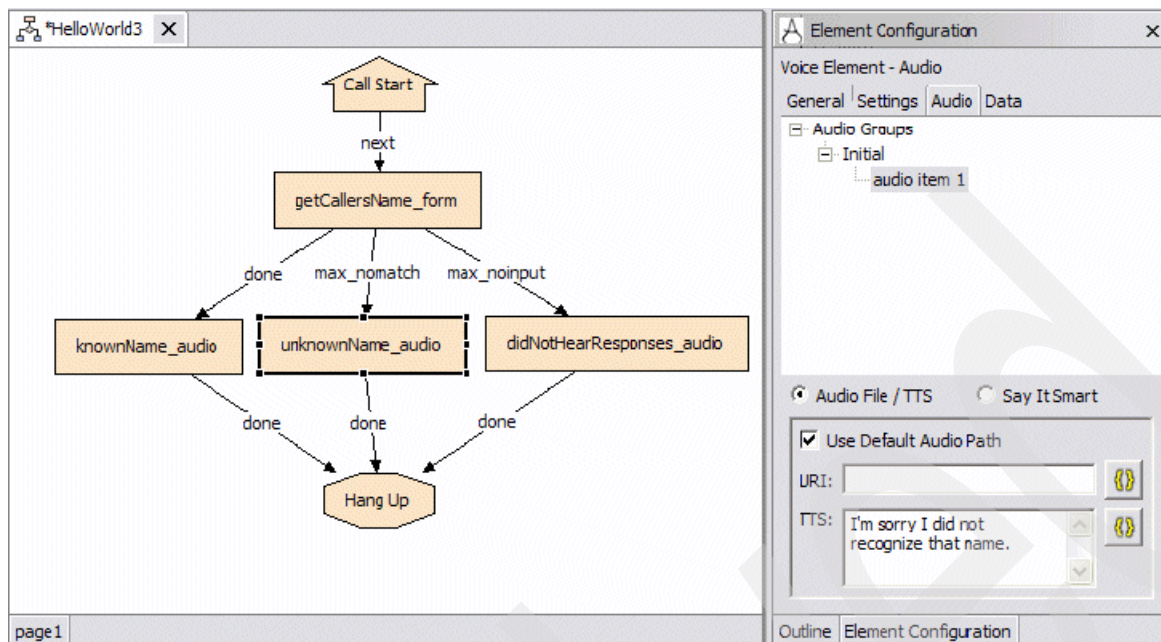 *HelloWorld3
Call Start
next
getCallersName_form
done
max_nomatch
max_noinput
knownName_audio
unknownName_audio
didNotHearResponses_audio
done
done
done
Hang Up
page1
Element Configuration
Voice Element - Audio
General Settings Audio Data
Audio Groups
Initial
audio item 1
Audio File / TTS Say It Smart
Use Default Audio Path
URI:
TTS: I'm sorry I did not
recognize that name.
Outline Element Configuration